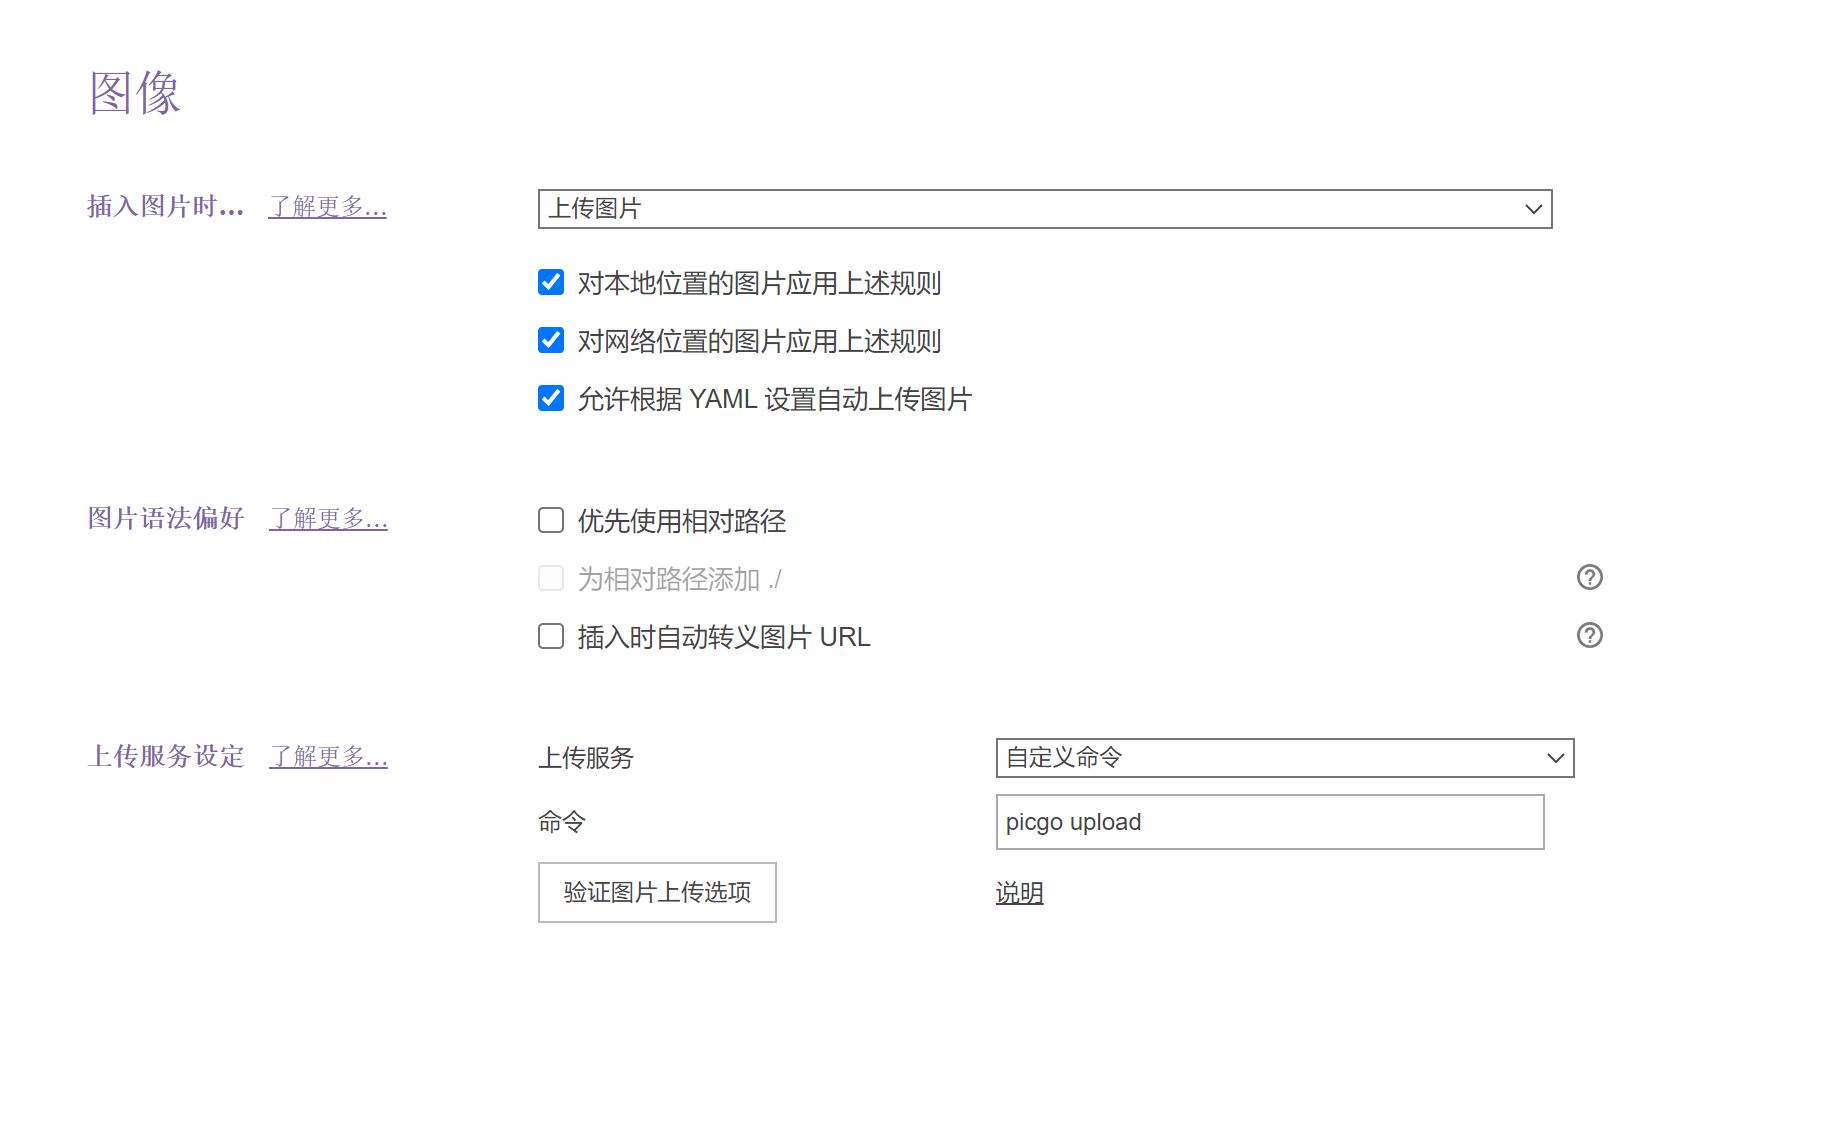 图像
插入图片时... 了解更多...
上传图片
对本地位置的图片应用上述规则
对网络位置的图片应用上述规则
允许根据 YAML 设置自动上传图片
图片语法偏好 了解更多...
优先使用相对路径
为相对路径添加 ./
插入时自动转义图片 URL
上传服务设定 了解更多...
上传服务 自定义命令
命令 picgo upload
验证图片上传选项 说明